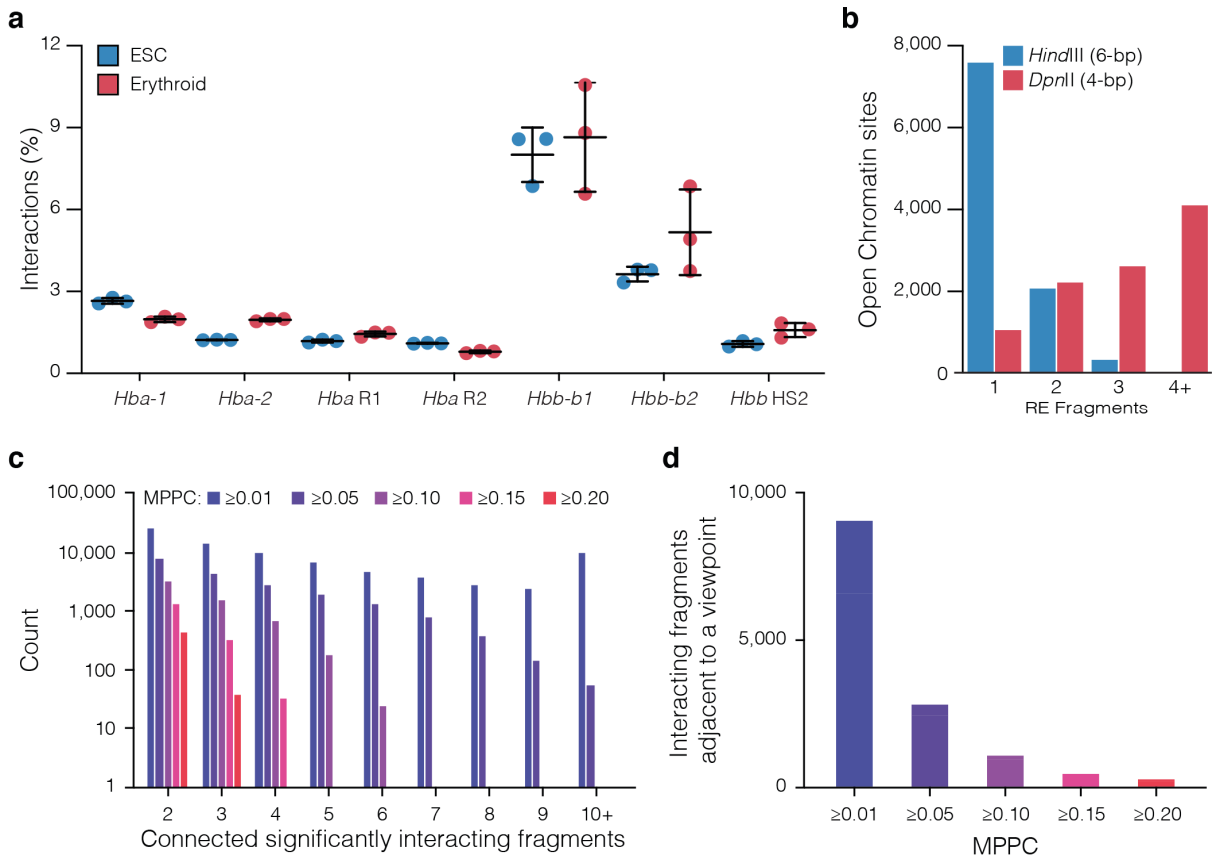 a
12
9
6
3
0
Interactions (%)
ESC
Erythroid
Hba-1
Hba-2
Hba R1
Hba R2
Hbb-b1
Hbb-b2
Hbb HS2
b
8,000
6,000
4,000
2,000
0
Open Chromatin sites
HindIII (6-bp)
DpnII (4-bp)
1
2
3
4+
RE Fragments
c
100,000
10,000
1,000
100
10
1
Count
MPPC: ≥0.01 ≥0.05 ≥0.10 ≥0.15 ≥0.20
2
3
4
5
6
7
8
9
10+
Connected significantly interacting fragments
d
10,000
5,000
0
Interacting fragments
adjacent to a viewpoint
≥0.01
≥0.05
≥0.10
≥0.15
≥0.20
MPPC